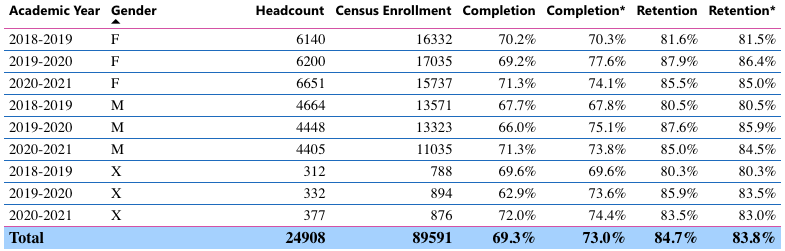 Academic Year Gender Headcount Census Enrollment Completion Completion* Retention Retention*
2018-2019 F 6140 16332 70.2% 70.3% 81.6% 81.5%
2019-2020 F 6200 17035 69.2% 77.6% 87.9% 86.4%
2020-2021 F 6651 15737 71.3% 74.1% 85.5% 85.0%
2018-2019 M 4664 13571 67.7% 67.8% 80.5% 80.5%
2019-2020 M 4448 13323 66.0% 75.1% 87.6% 85.9%
2020-2021 M 4405 11035 71.3% 73.8% 85.0% 84.5%
2018-2019 X 312 788 69.6% 69.6% 80.3% 80.3%
2019-2020 X 332 894 62.9% 73.6% 85.9% 83.5%
2020-2021 X 377 876 72.0% 74.4% 83.5% 83.0%
Total 24908 89591 69.3% 73.0% 84.7% 83.8%